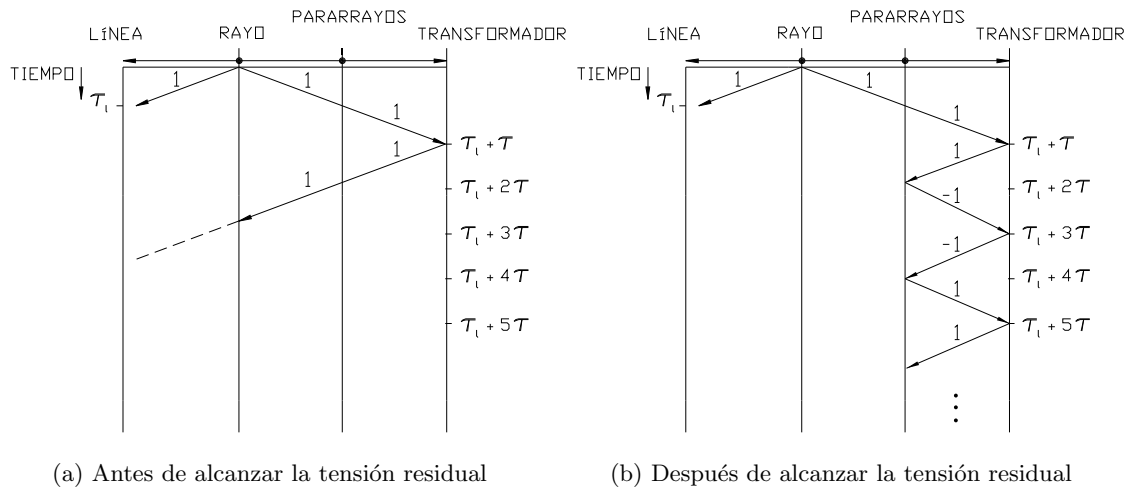 PARARRAYOS
LÍNEA RAYO TRANSFORMADOR
TIEMPO
1 1
τ₁
1
τ₁ + τ
1
1
τ₁ + 2τ
τ₁ + 3τ
τ₁ + 4τ
τ₁ + 5τ
(a) Antes de alcanzar la tensión residual
PARARRAYOS
LÍNEA RAYO TRANSFORMADOR
TIEMPO
1 1
τ₁
1
τ₁ + τ
1
τ₁ + 2τ
-1
τ₁ + 3τ
-1
τ₁ + 4τ
1
τ₁ + 5τ
1
(b) Después de alcanzar la tensión residual